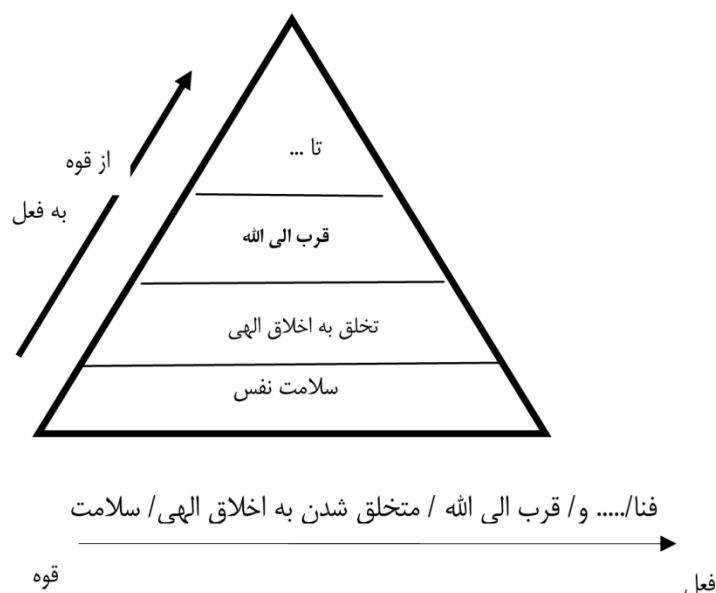 تا ...
از قوه
به فعل
قرب الی الله
تخلق به اخلاق الهی
سلامت نفس
فنا/..... و/ قرب الی الله / متخلق شدن به اخلاق الهی/ سلامت
قوه
فعل